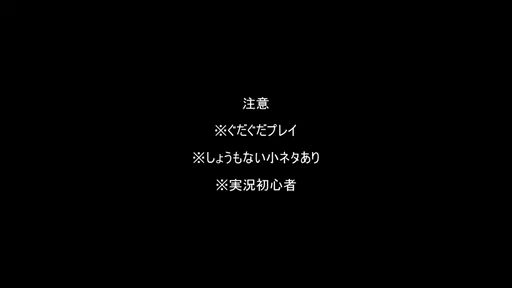 注意
※ぐだぐだプレイ
※しょうもない小ネタあり
※実況初心者